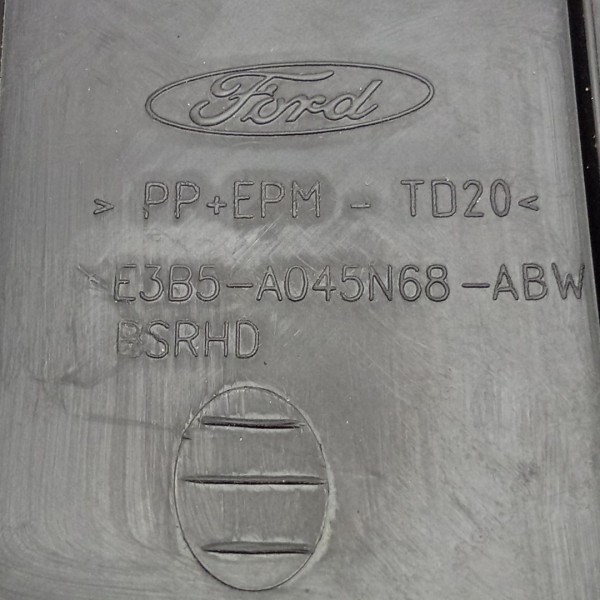 Ford
> PP+EPM - TD20<
E3B5-A045N68-ABW
BSRHD